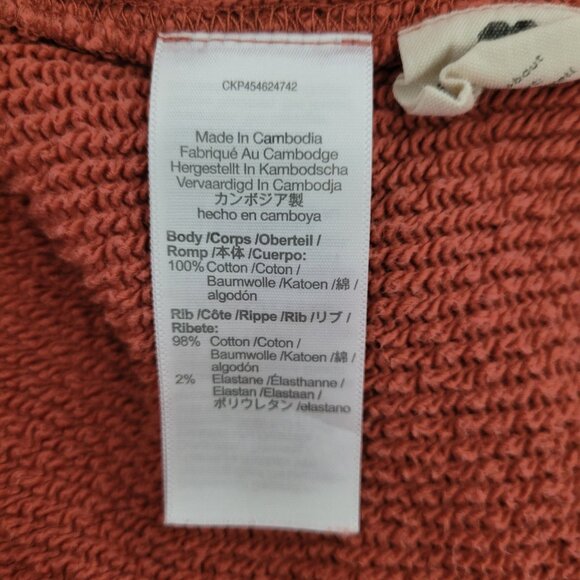 CKP454624742
Made In Cambodia
Fabriqué Au Cambodge
Hergestellt In Kambodscha
Vervaardigd In Cambodja
カンボジア製
hecho en camboya
Body /Corps /Oberteil /
Romp /本体 /Cuerpo:
100% Cotton /Coton /
Baumwolle /Katoen /綿 /
algodón
Rib /Côte /Rippe /Rib /リブ /
Ribete:
98% Cotton /Coton /
Baumwolle /Katoen /綿 /
algodón
2% Elastane /Élasthanne /
Elastan /Elastaan /
ポリウレタン /elastano
about